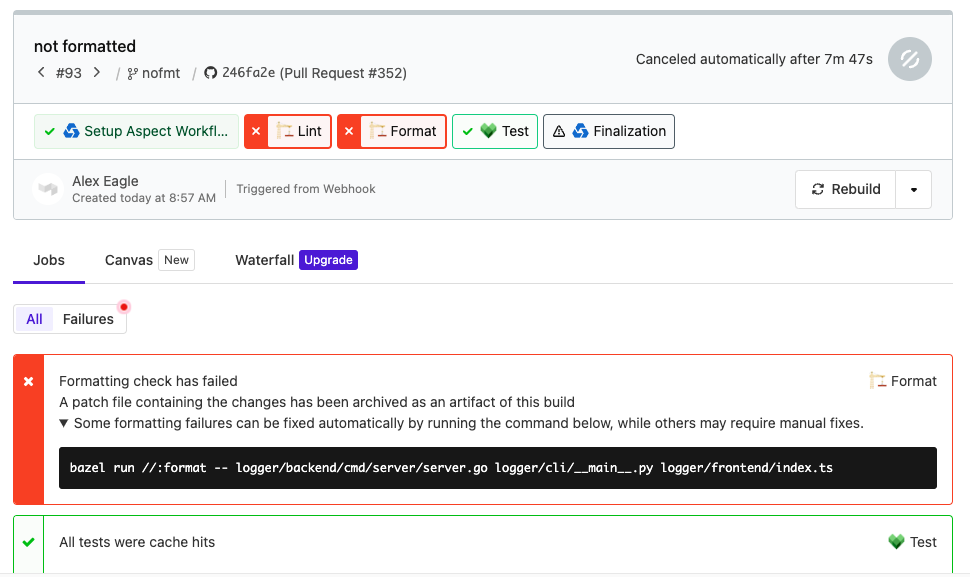 not formatted
#93 / nofmt / 246fa2e (Pull Request #352)
Canceled automatically after 7m 47s
Setup Aspect Workfl... Lint Format Test Finalization
Alex Eagle
Created today at 8:57 AM
Triggered from Webhook
Rebuild
Jobs Canvas New Waterfall Upgrade
All Failures
Formatting check has failed
Format
A patch file containing the changes has been archived as an artifact of this build
▼ Some formatting failures can be fixed automatically by running the command below, while others may require manual fixes.
bazel run //:format -- logger/backend/cmd/server/server.go logger/cli/__main__.py logger/frontend/index.ts
All tests were cache hits
Test